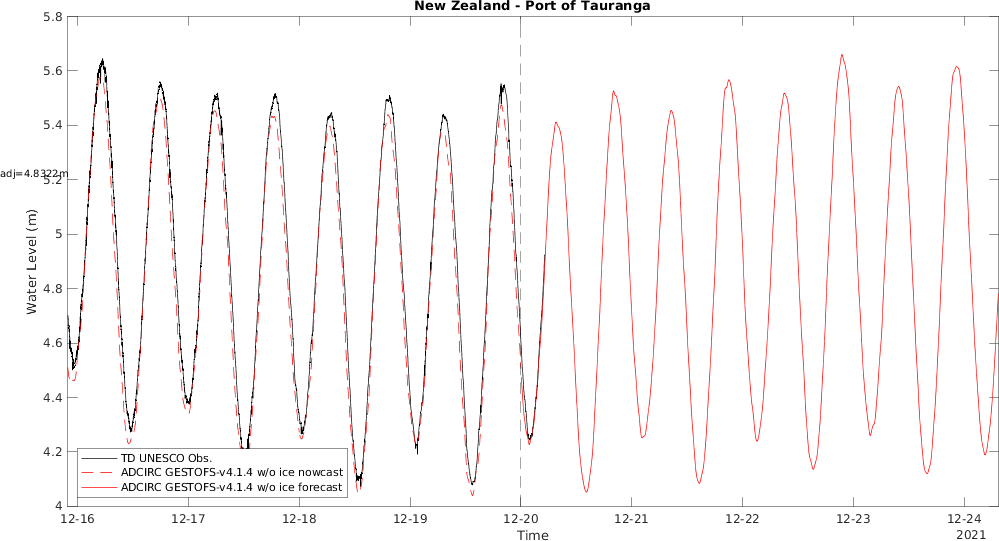 New Zealand - Port of Tauranga
5.8
5.6
5.4
adj=4.8322m
5.2
5
4.8
4.6
4.4
4.2
4
Water Level (m)
TD UNESCO Obs.
ADCIRC GESTOFS-v4.1.4 w/o ice nowcast
ADCIRC GESTOFS-v4.1.4 w/o ice forecast
12-16 12-17 12-18 12-19 12-20 12-21 12-22 12-23 12-24
Time
2021